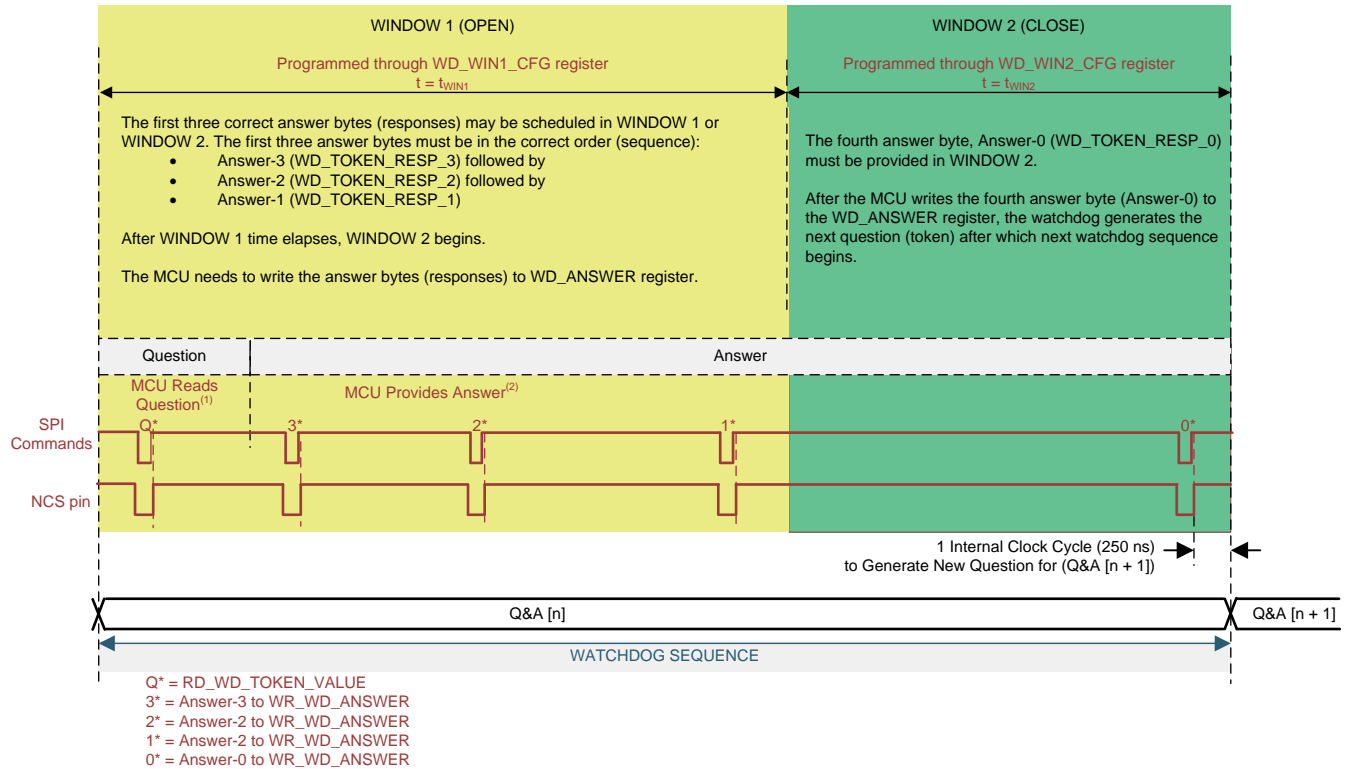 WINDOW 1 (OPEN)
WINDOW 2 (CLOSE)
Programmed through WD_WIN1_CFG register
t = tWIN1
Programmed through WD_WIN2_CFG register
t = tWIN2
The first three correct answer bytes (responses) may be scheduled in WINDOW 1 or
WINDOW 2. The first three answer bytes must be in the correct order (sequence):
• Answer-3 (WD_TOKEN_RESP_3) followed by
• Answer-2 (WD_TOKEN_RESP_2) followed by
• Answer-1 (WD_TOKEN_RESP_1)
After WINDOW 1 time elapses, WINDOW 2 begins.
The MCU needs to write the answer bytes (responses) to WD_ANSWER register.
The fourth answer byte, Answer-0 (WD_TOKEN_RESP_0)
must be provided in WINDOW 2.
After the MCU writes the fourth answer byte (Answer-0) to
the WD_ANSWER register, the watchdog generates the
next question (token) after which next watchdog sequence
begins.
Question
Answer
MCU Reads
Question(1)
MCU Provides Answer(2)
SPI
Commands
Q*
3*
2*
1*
0*
NCS pin
1 Internal Clock Cycle (250 ns)
to Generate New Question for (Q&A [n + 1])
Q&A [n]
Q&A [n + 1]
WATCHDOG SEQUENCE
Q* = RD_WD_TOKEN_VALUE
3* = Answer-3 to WR_WD_ANSWER
2* = Answer-2 to WR_WD_ANSWER
1* = Answer-2 to WR_WD_ANSWER
0* = Answer-0 to WR_WD_ANSWER